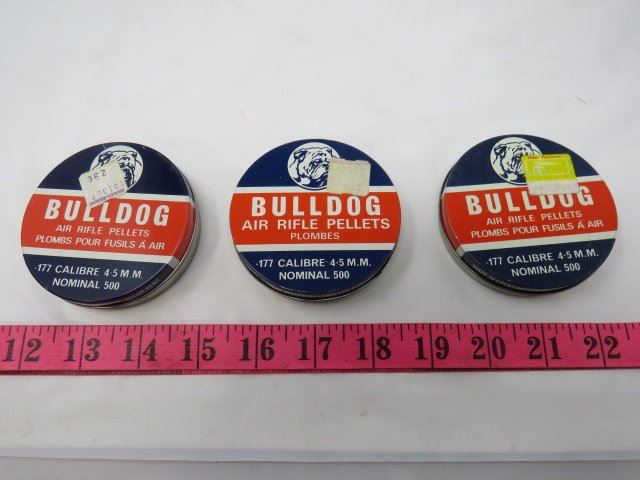 BULLDOG
AIR RIFLE PELLETS
PLOMBS POUR FUSILS À AIR
·177 CALIBRE 4·5 M.M.
NOMINAL 500
BULLDOG
AIR RIFLE PELLETS
PLOMBES
·177 CALIBRE 4·5 M.M.
NOMINAL 500
BULLDOG
AIR RIFLE PELLETS
PLOMBS POUR FUSILS À AIR
·177 CALIBRE 4·5 M.M.
NOMINAL 500
12 13 14 15 16 17 18 19 20 21 22